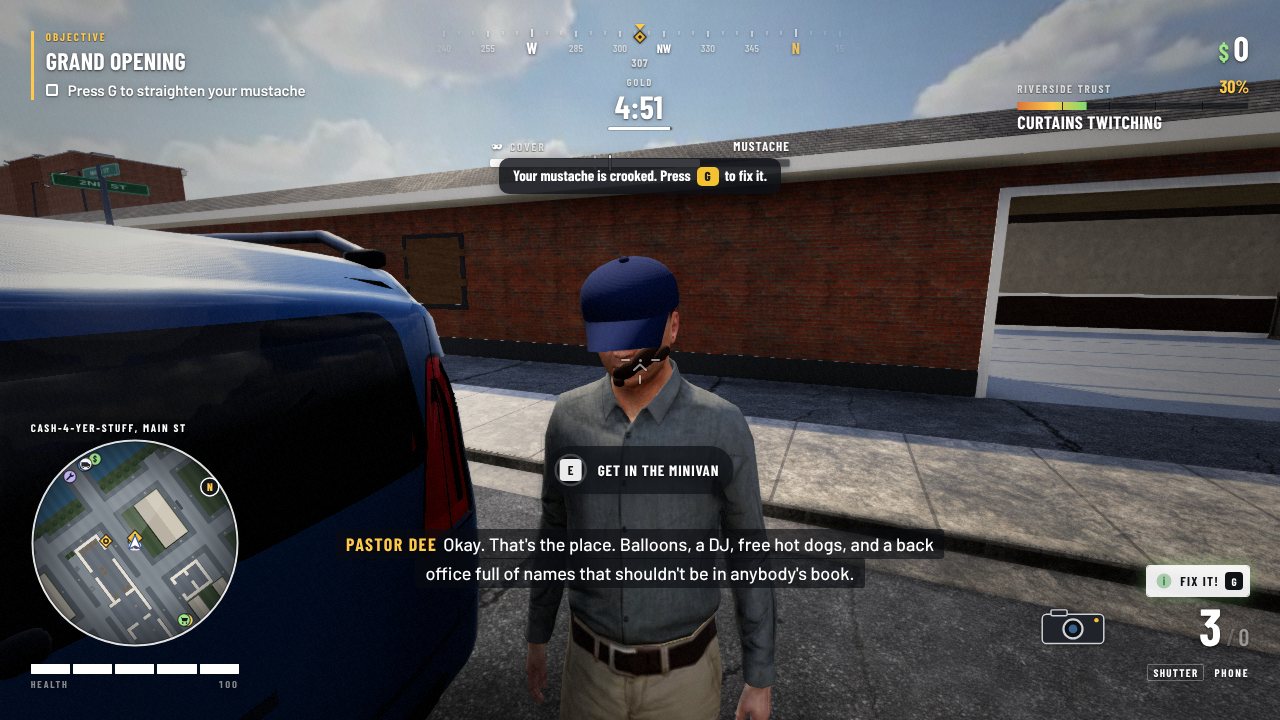 OBJECTIVE
GRAND OPENING
Press G to straighten your mustache
240 255 W 285 300 NW 330 345 N 15
307
GOLD
4:51
$0
RIVERSIDE TRUST 30%
CURTAINS TWITCHING
COVER MUSTACHE
Your mustache is crooked. Press G to fix it.
2ND ST
E GET IN THE MINIVAN
CASH-4-YER-STUFF, MAIN ST
N
$
PASTOR DEE Okay. That's the place. Balloons, a DJ, free hot dogs, and a back
office full of names that shouldn't be in anybody's book.
i FIX IT! G
3 / 0
SHUTTER PHONE
HEALTH 100